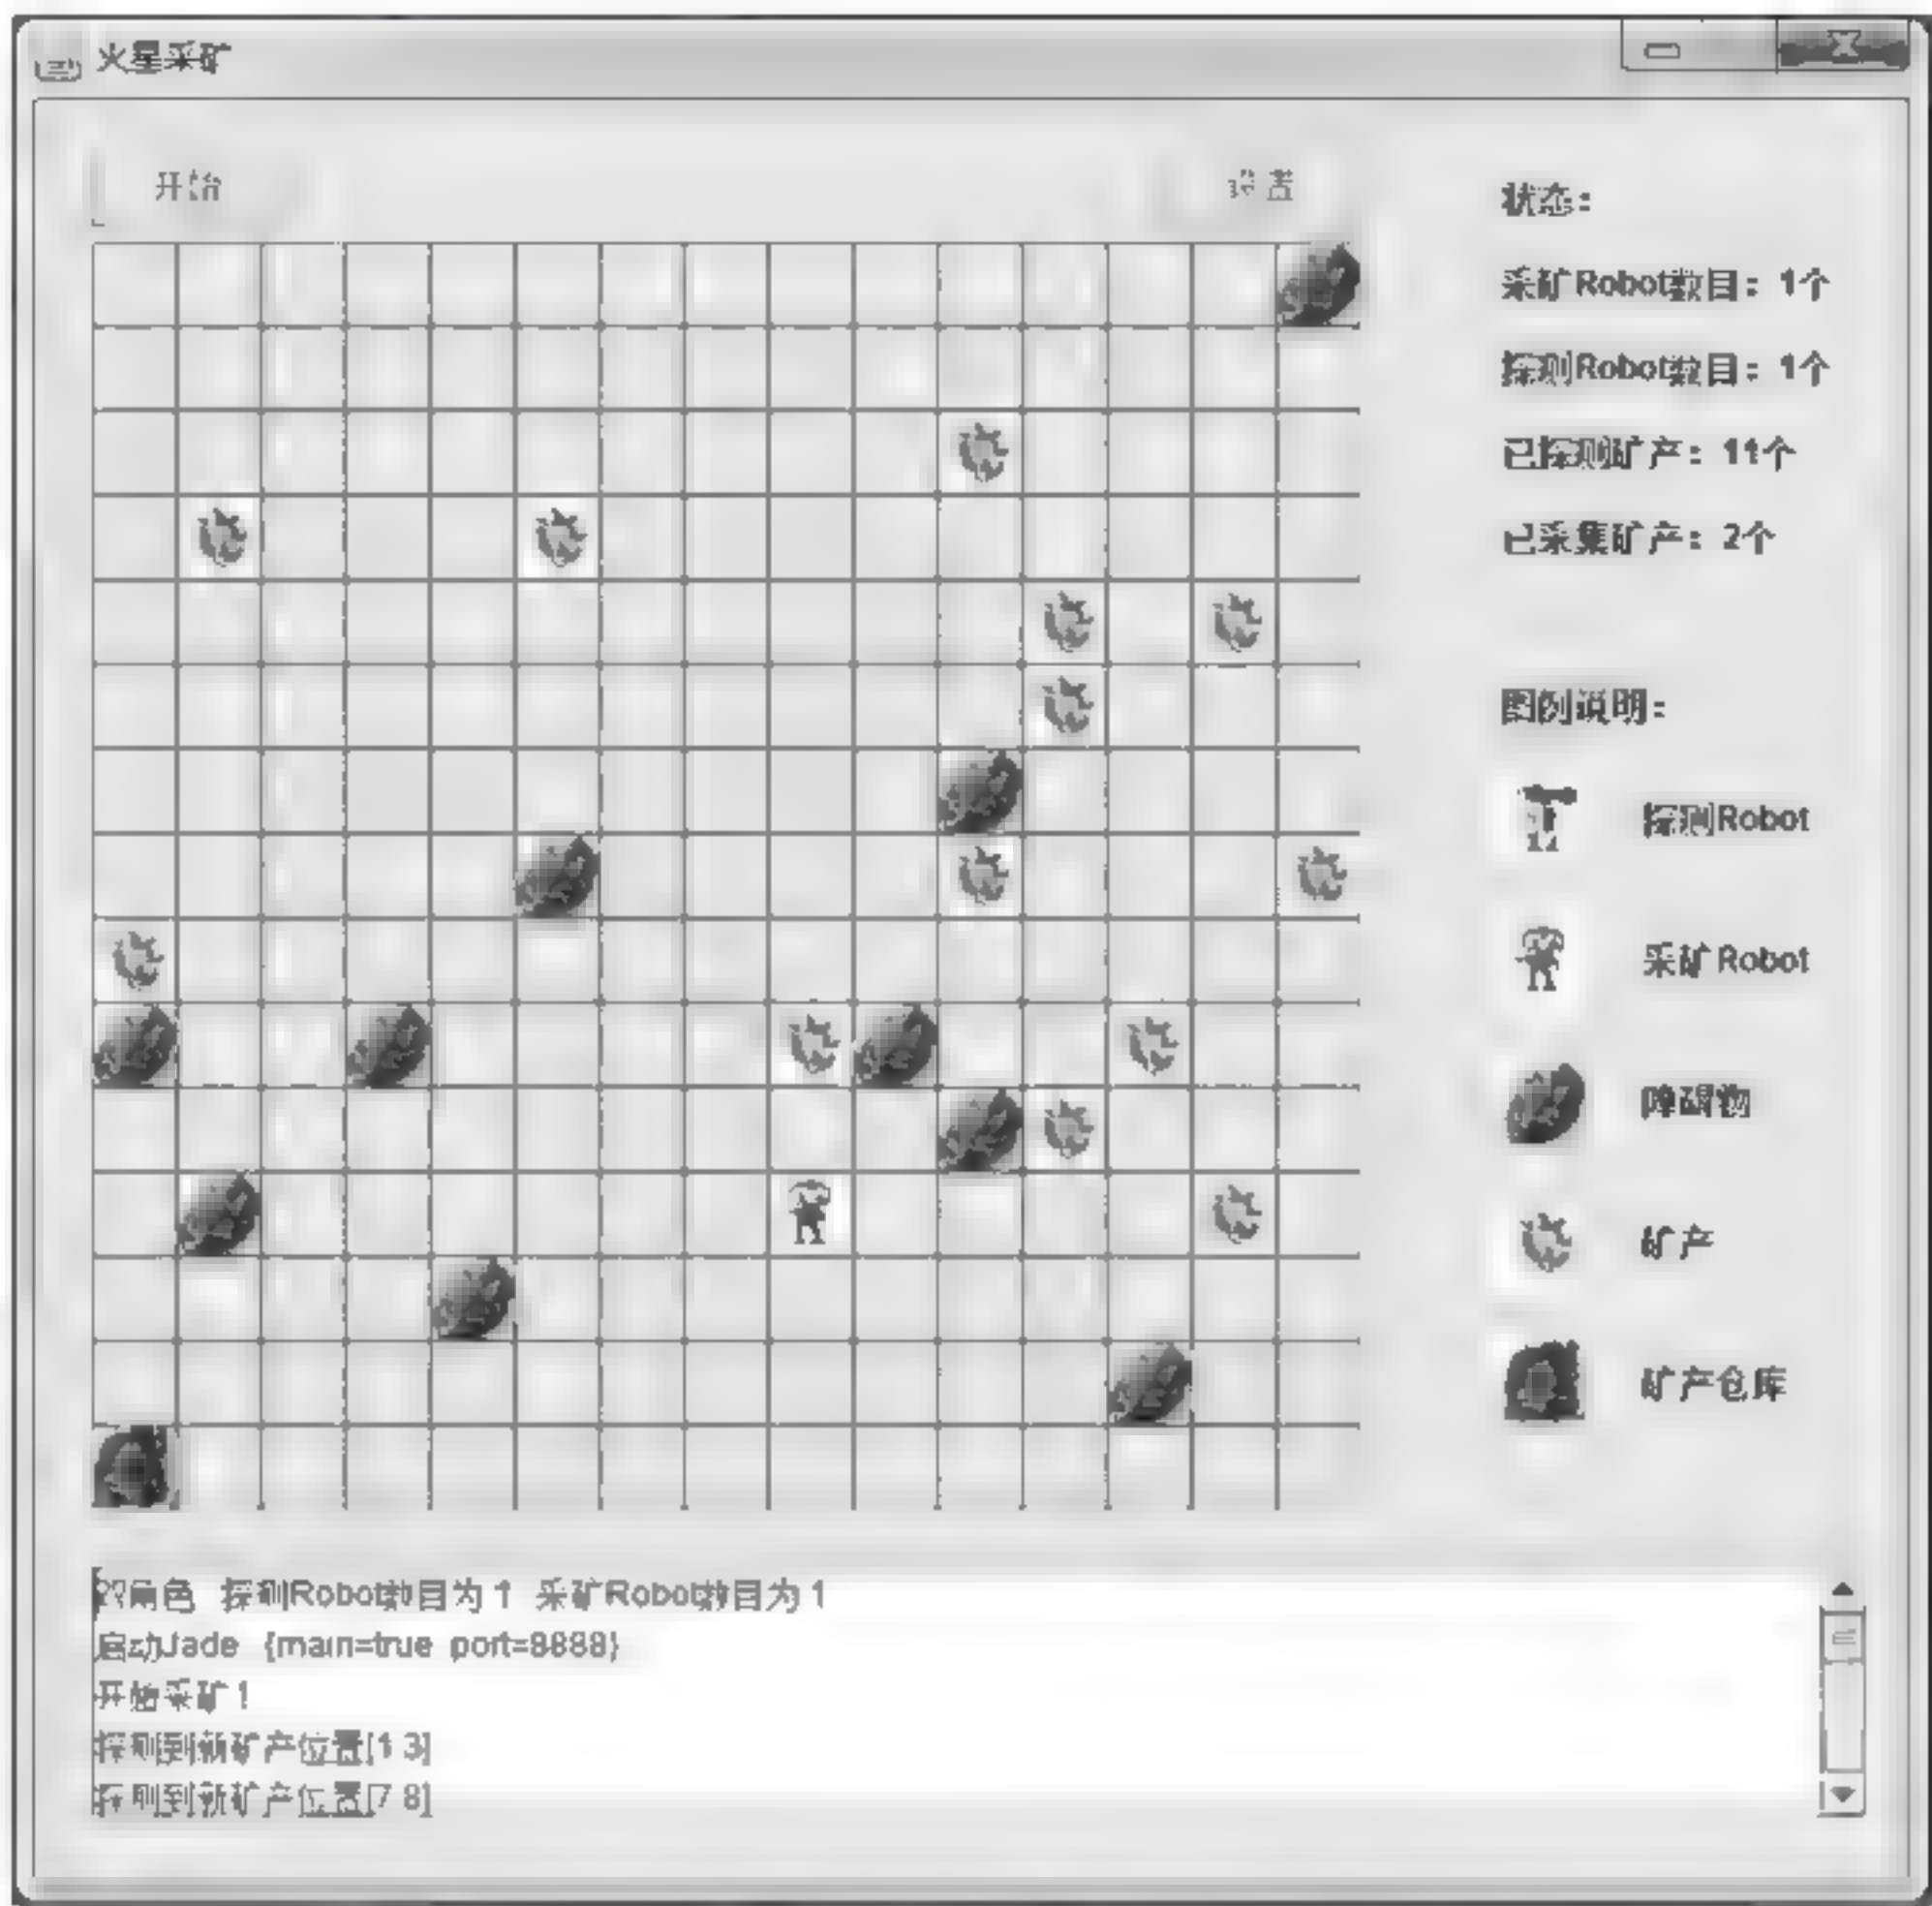 火星采矿
开始
设置
状态：
采矿Robot数目：1个
探测Robot数目：1个
已探测矿产：11个
已采集矿产：2个
图例说明：
探测Robot
采矿Robot
障碍物
矿产
矿产仓库
双角色 探测Robot数目为1 采矿Robot数目为1
启动Jade {main=true port=8888}
开始采矿1
探测到新矿产位置[1 3]
探测到新矿产位置[7 8]